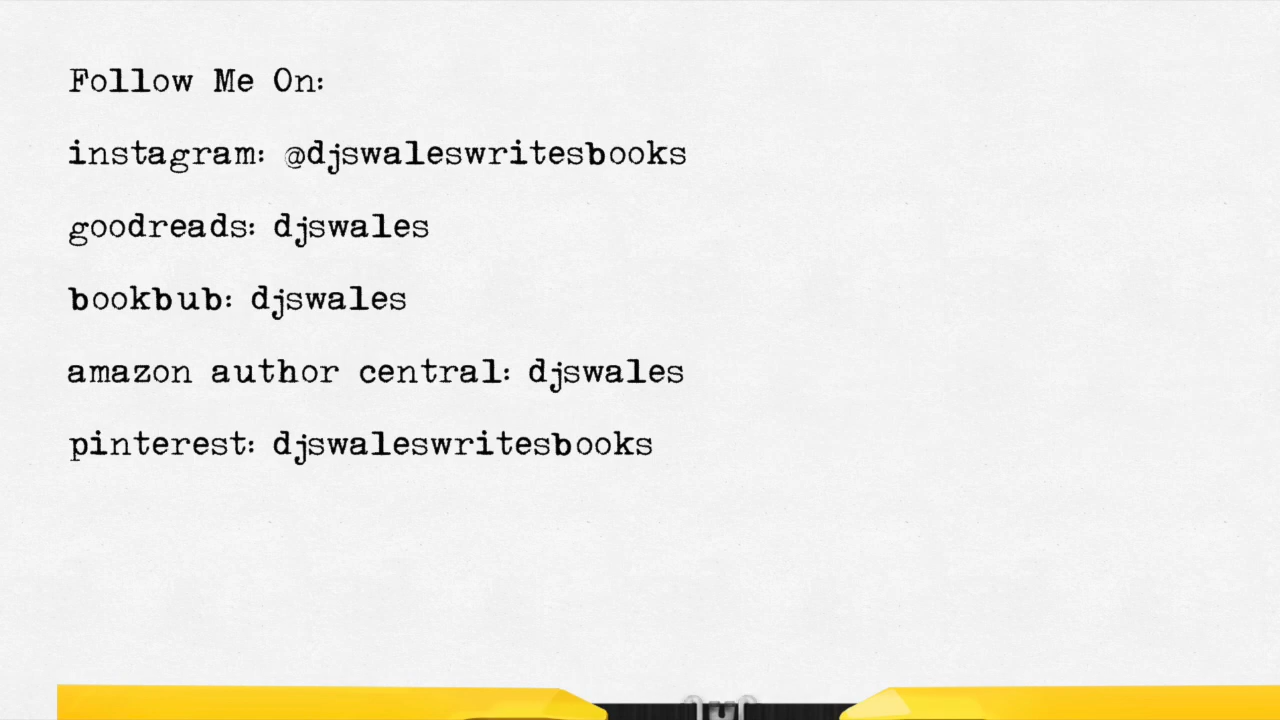 Follow Me On:
instagram: @djswaleswritesbooks
goodreads: djswales
bookbub: djswales
amazon author central: djswales
pinterest: djswaleswritesbooks